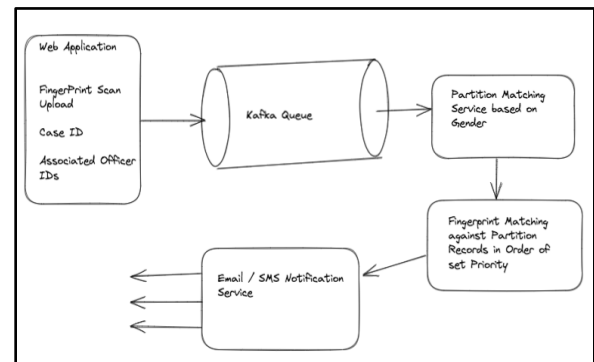 Web Application
FingerPrint Scan
Upload
Case ID
Associated Officer
IDs
Kafka Queue
Partition Matching
Service based on
Gender
Fingerprint Matching
against Partition
Records in Order of
set Priority
Email / SMS Notification
Service